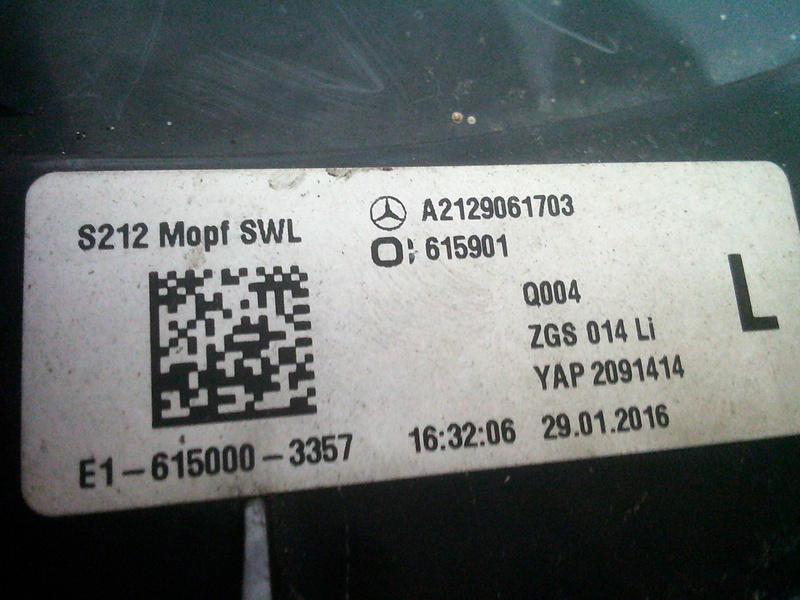 S212 Mopf SWL
A2129061703
615901
Q004
ZGS 014 Li
YAP 2091414
L
16:32:06 29.01.2016
E1-615000-3357